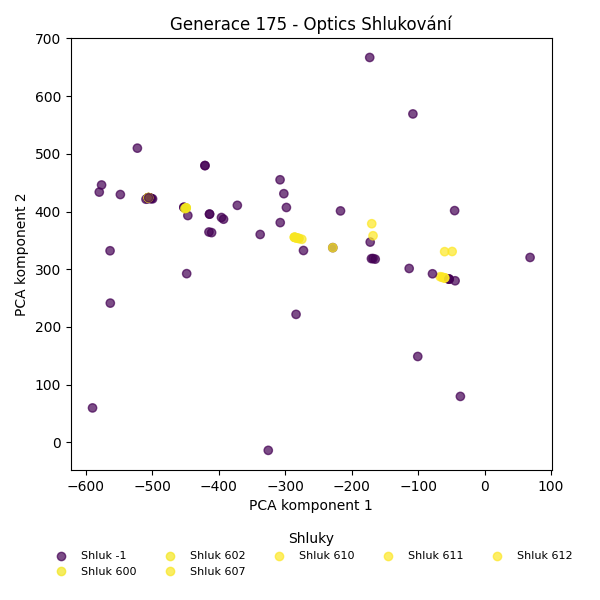 Generace 175 - Optics Shlukování
700
600
500
400
300
200
100
0
PCA komponent 2
−600 −500 −400 −300 −200 −100 0 100
PCA komponent 1
Shluky
Shluk -1 Shluk 602 Shluk 610 Shluk 611 Shluk 612
Shluk 600 Shluk 607